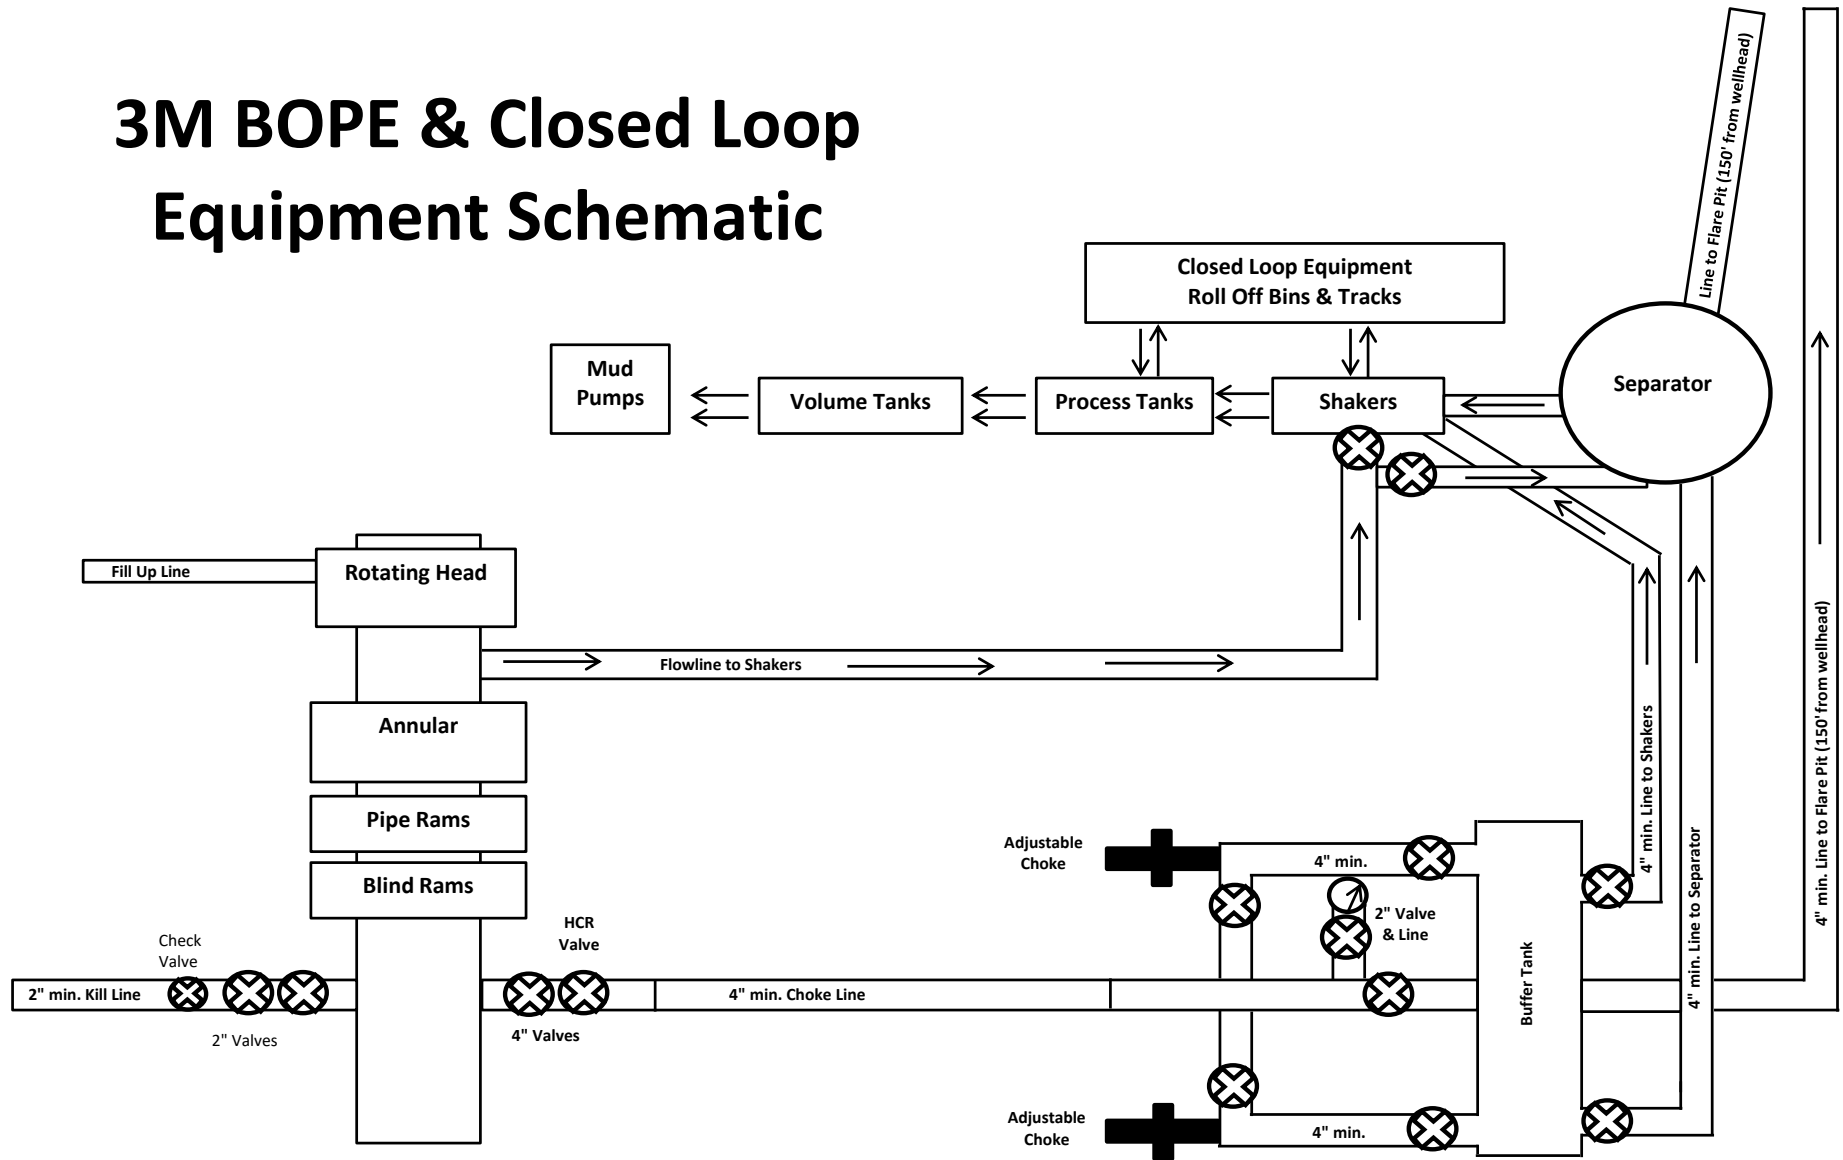 3M BOPE & Closed Loop
Equipment Schematic
Line to Flare Pit (150' from wellhead)
Closed Loop Equipment
Roll Off Bins & Tracks
Mud
Pumps
Volume Tanks
Process Tanks
Shakers
Separator
Fill Up Line
Rotating Head
Flowline to Shakers
Annular
Pipe Rams
Blind Rams
Check
Valve
2" min. Kill Line
2" Valves
HCR
Valve
4" Valves
4" min. Choke Line
Adjustable
Choke
4" min.
2" Valve
& Line
Adjustable
Choke
4" min.
Buffer Tank
4" min. Line to Shakers
4" min. Line to Separator
4" min. Line to Flare Pit (150'from wellhead)